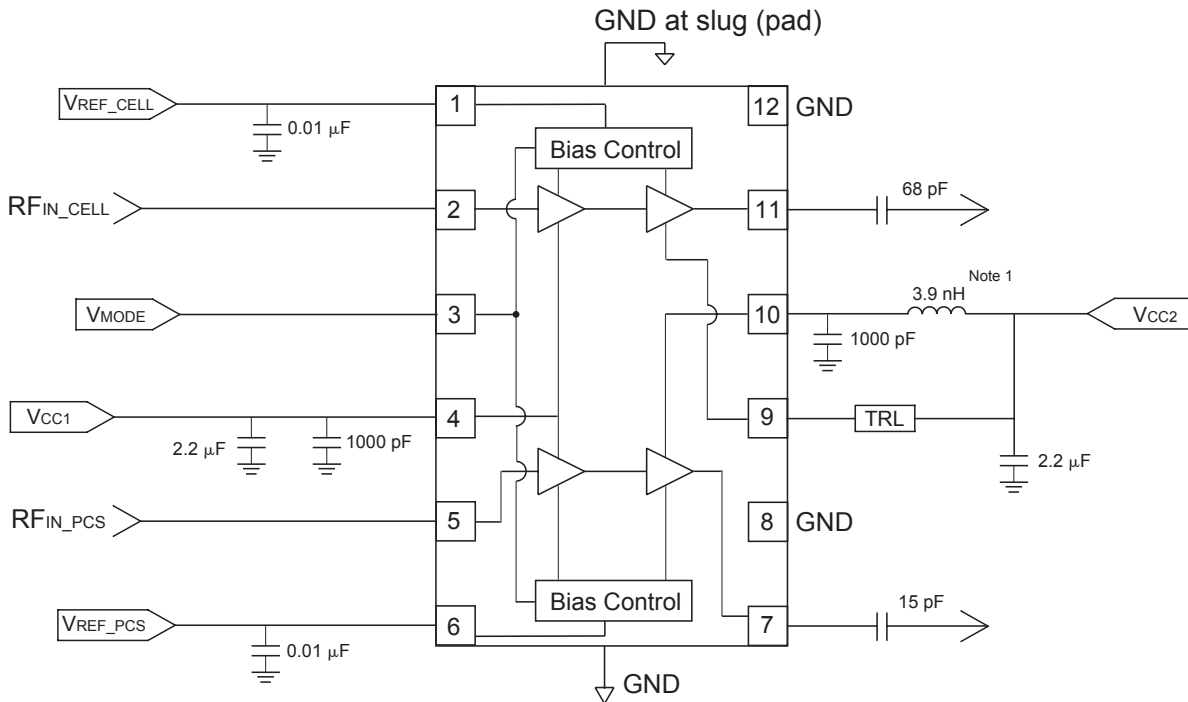 GND at slug (pad)
VREF_CELL
0.01 μF
1
12
GND
Bias Control
RFIN_CELL
2
11
68 pF
VMODE
3
10
Note 1
3.9 nH
1000 pF
VCC2
VCC1
2.2 μF
1000 pF
4
9
TRL
2.2 μF
RFIN_PCS
5
8
GND
Bias Control
VREF_PCS
0.01 μF
6
7
15 pF
GND